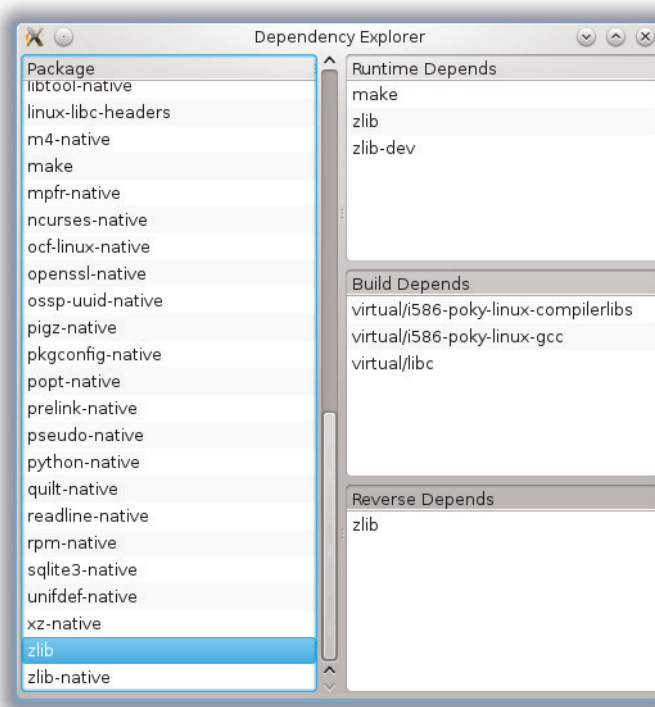 Dependency Explorer
Package
libtool-native
linux-libc-headers
m4-native
make
mpfr-native
ncurses-native
ocf-linux-native
openssl-native
ossp-uuid-native
pigz-native
pkgconfig-native
popt-native
prelink-native
pseudo-native
python-native
quilt-native
readline-native
rpm-native
sqlite3-native
unifdef-native
xz-native
zlib
zlib-native
Runtime Depends
make
zlib
zlib-dev
Build Depends
virtual/i586-poky-linux-compilerlibs
virtual/i586-poky-linux-gcc
virtual/libc
Reverse Depends
zlib